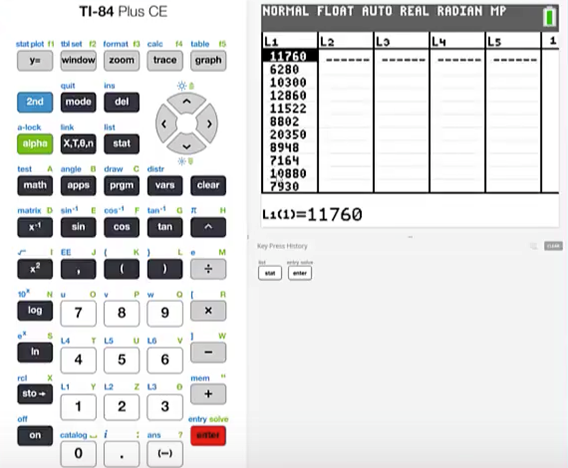 TI-84 Plus CE
stat plot f1 tbl set f2 format f3 calc f4 table f5
y= window zoom trace graph
quit ins
2nd mode del
a-lock link list
alpha X,T,θ,n stat
test A angle B draw C distr
math apps prgm vars clear
matrix D sin⁻¹ E cos⁻¹ F tan⁻¹ G π H
x⁻¹ sin cos tan ^
√ I EE J { K } L e M
x² , ( ) ÷
10ˣ N u O v P w Q [ R
log 7 8 9 ×
eˣ S L4 T L5 U L6 V ] W
ln 4 5 6 −
rcl X L1 Y L2 Z L3 θ mem "
sto→ 1 2 3 +
off catalog i : ans ? entry solve
on 0 . (−) enter
NORMAL FLOAT AUTO REAL RADIAN MP
L1 L2 L3 L4 L5 1
11760 ------ ------ ------ ------
6280
10300
12860
11522
8802
20350
8948
7164
10880
7930
L1(1)=11760
Key Press History CLEAR
list entry solve
stat enter